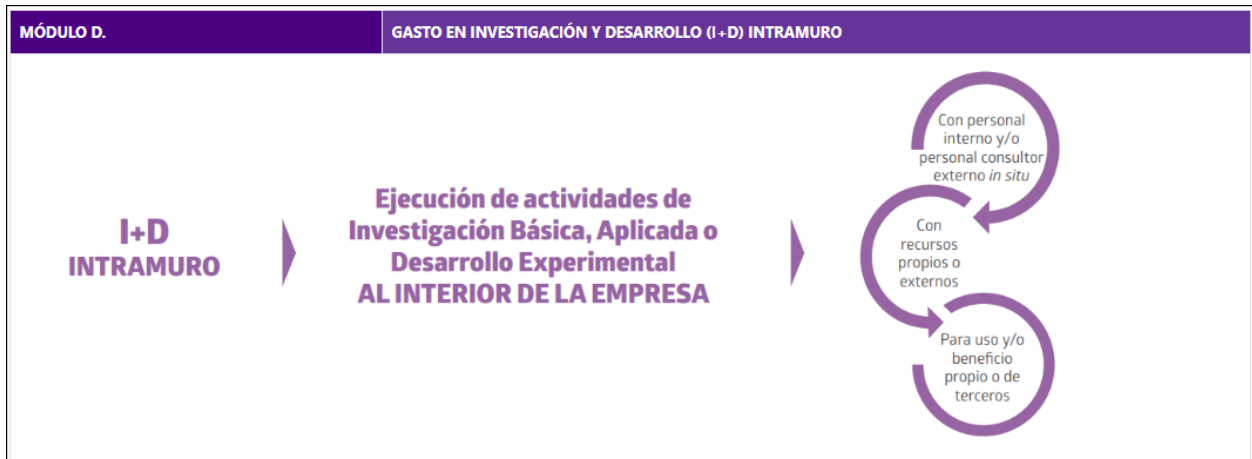 MÓDULO D.
GASTO EN INVESTIGACIÓN Y DESARROLLO (I+D) INTRAMURO
I+D
INTRAMURO
Ejecución de actividades de
Investigación Básica, Aplicada o
Desarrollo Experimental
AL INTERIOR DE LA EMPRESA
Con personal
interno y/o
personal consultor
externo in situ
Con
recursos
propios o
externos
Para uso y/o
beneficio
propio o de
terceros